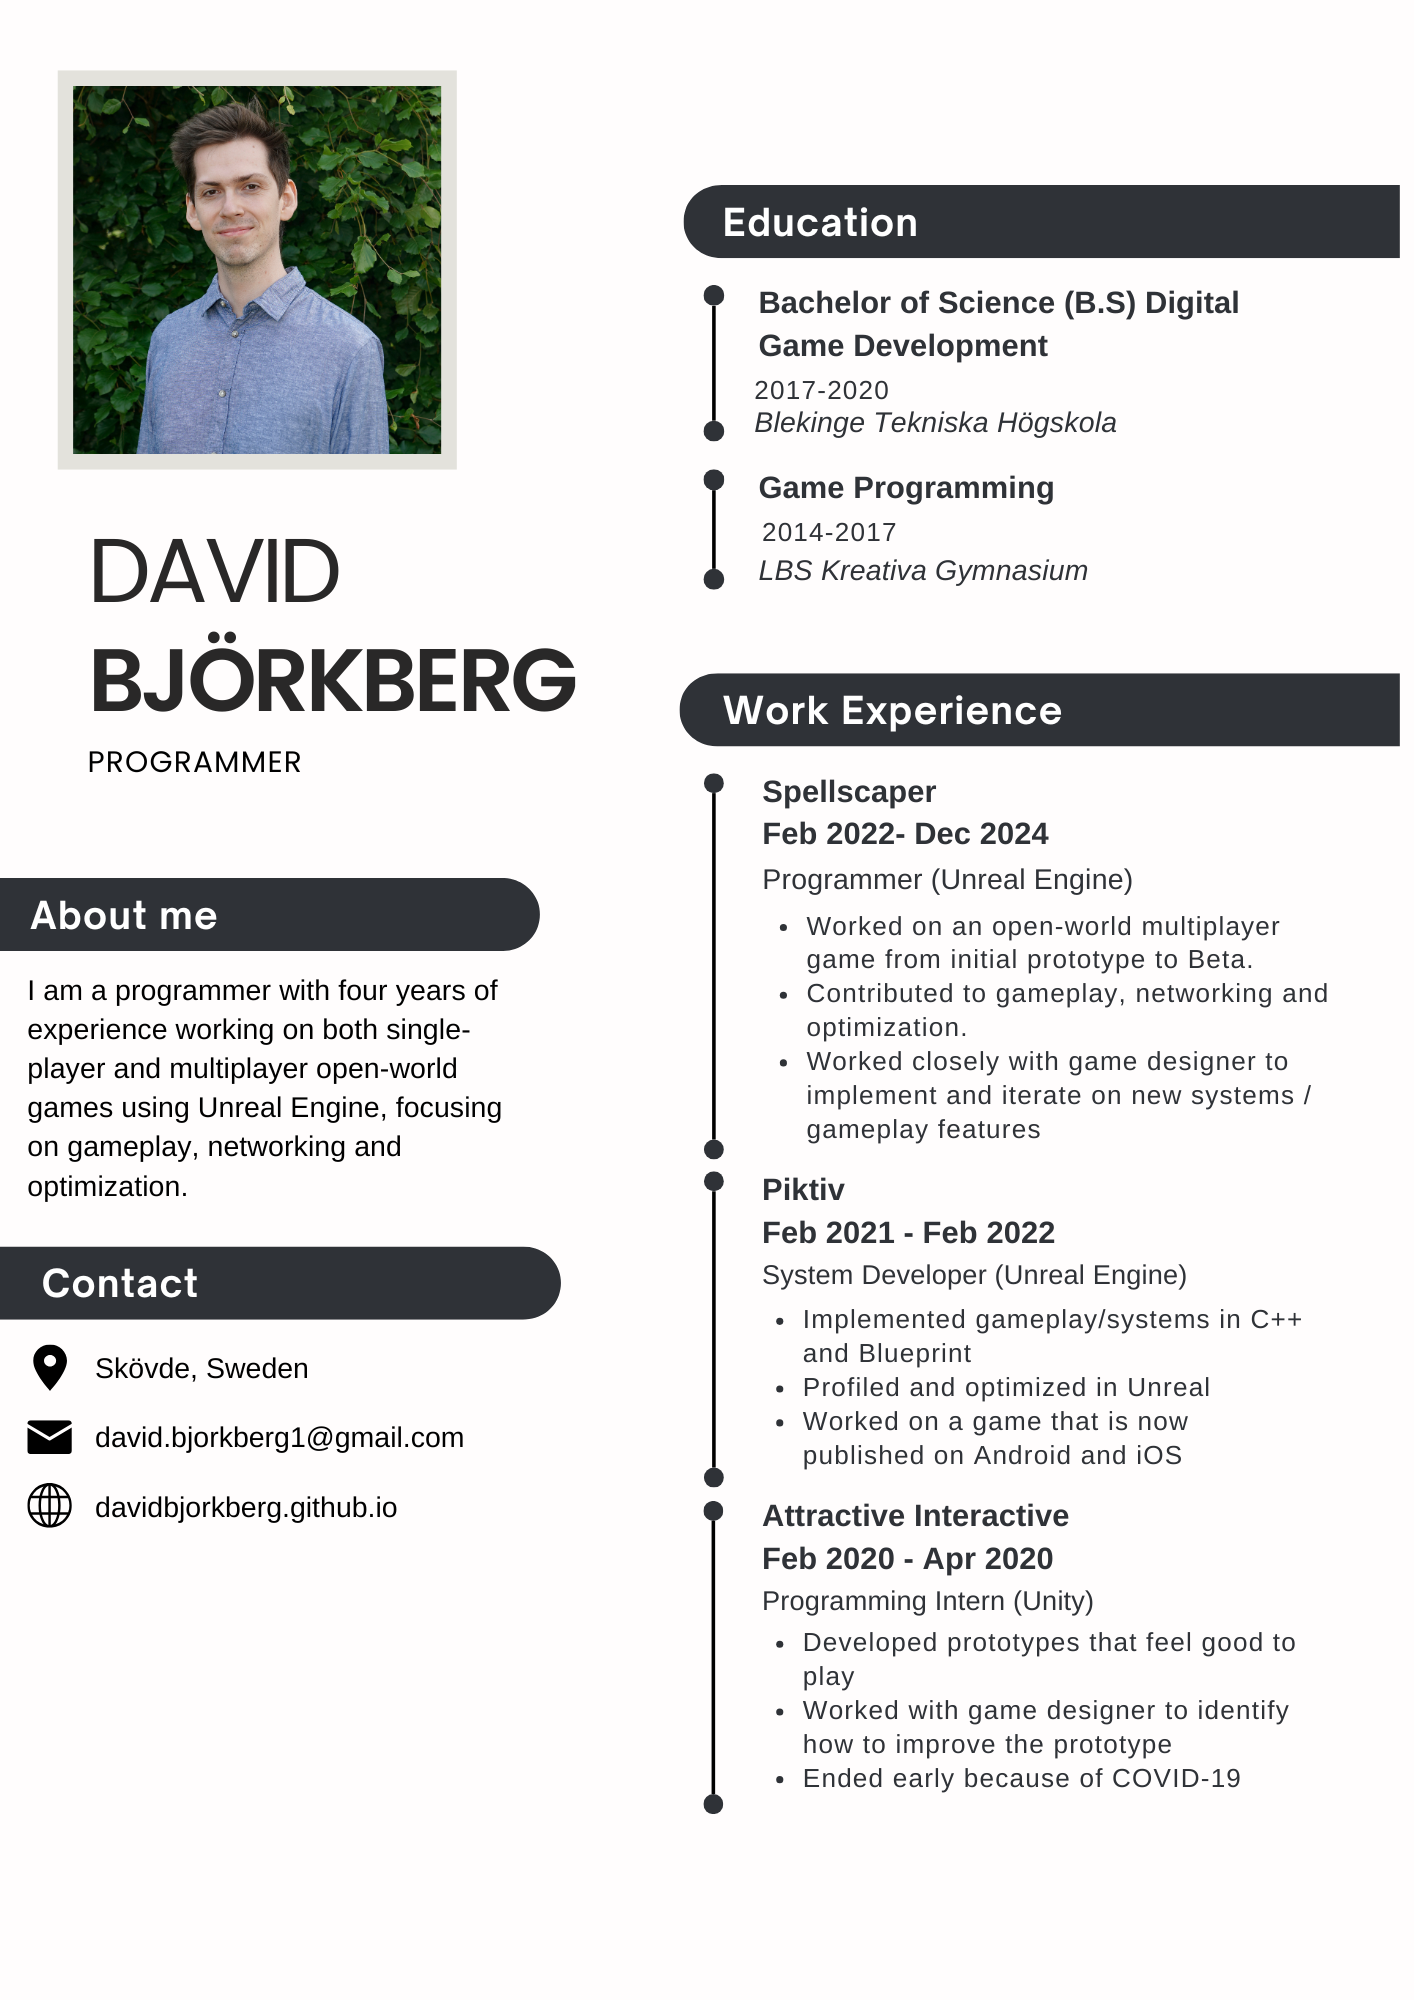 DAVID
BJÖRKBERG
PROGRAMMER
About me
I am a programmer with four years of
experience working on both single-
player and multiplayer open-world
games using Unreal Engine, focusing
on gameplay, networking and
optimization.
Contact
Skövde, Sweden
david.bjorkberg1@gmail.com
davidbjorkberg.github.io
Education
Bachelor of Science (B.S) Digital
Game Development
2017-2020
Blekinge Tekniska Högskola
Game Programming
2014-2017
LBS Kreativa Gymnasium
Work Experience
Spellscaper
Feb 2022- Dec 2024
Programmer (Unreal Engine)
• Worked on an open-world multiplayer
game from initial prototype to Beta.
• Contributed to gameplay, networking and
optimization.
• Worked closely with game designer to
implement and iterate on new systems /
gameplay features
Piktiv
Feb 2021 - Feb 2022
System Developer (Unreal Engine)
• Implemented gameplay/systems in C++
and Blueprint
• Profiled and optimized in Unreal
• Worked on a game that is now
published on Android and iOS
Attractive Interactive
Feb 2020 - Apr 2020
Programming Intern (Unity)
• Developed prototypes that feel good to
play
• Worked with game designer to identify
how to improve the prototype
• Ended early because of COVID-19